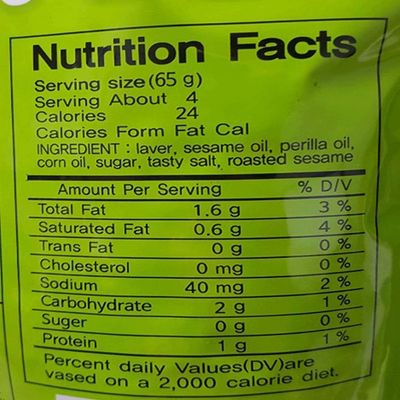 Nutrition Facts
Serving size(65 g)
Serving About 4
Calories 24
Calories Form Fat Cal
INGREDIENT : laver, sesame oil, perilla oil,
corn oil, sugar, tasty salt, roasted sesame
Amount Per Serving % D/V
Total Fat 1.6 g 3 %
Saturated Fat 0.6 g 4 %
Trans Fat 0 g 0 %
Cholesterol 0 mg 0 %
Sodium 40 mg 2 %
Carbohydrate 2 g 1 %
Suger 0 g 0 %
Protein 1 g 1 %
Percent daily Values(DV)are
vased on a 2,000 calorie diet.